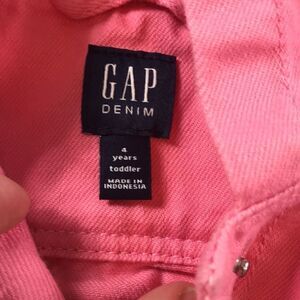 GAP
DENIM
4
years
toddler
MADE IN
INDONESIA